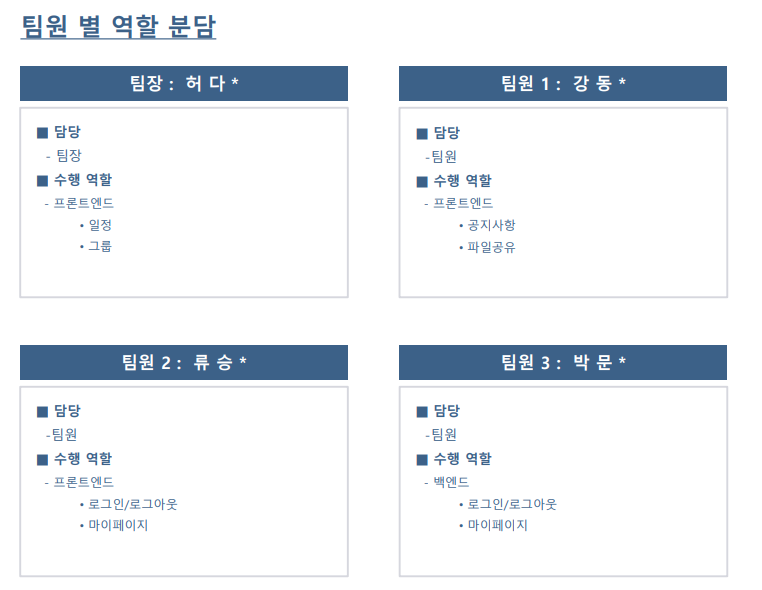 팀원 별 역할 분담
팀장 : 허 다 *
■ 담당
- 팀장
■ 수행 역할
- 프론트엔드
• 일정
• 그룹
팀원 1 : 강 동 *
■ 담당
-팀원
■ 수행 역할
- 프론트엔드
• 공지사항
• 파일공유
팀원 2 : 류 승 *
■ 담당
-팀원
■ 수행 역할
- 프론트엔드
• 로그인/로그아웃
• 마이페이지
팀원 3 : 박 문 *
■ 담당
-팀원
■ 수행 역할
- 백엔드
• 로그인/로그아웃
• 마이페이지